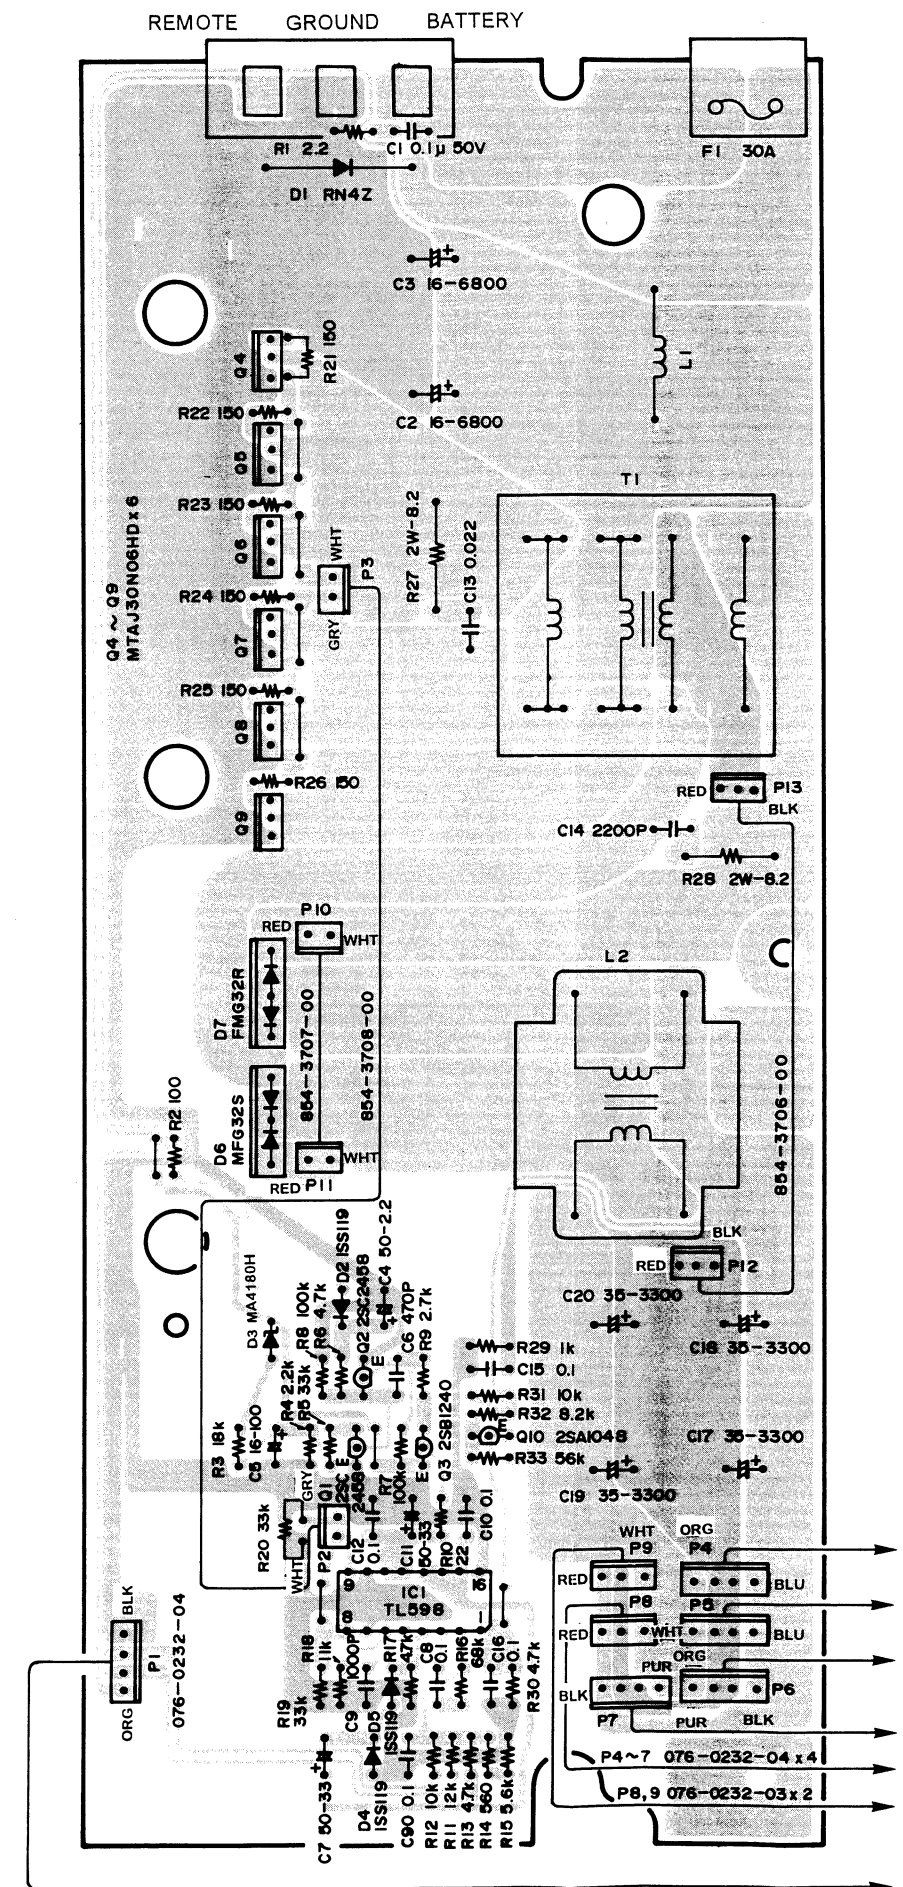 REMOTE GROUND BATTERY
R1 2.2 C1 0.1μ 50V
F1 30A
D1 RN4Z
C3 16-6800
Q4
R21 150
L1
R22 150
C2 16-6800
Q5
T1
R23 150
Q4~Q9
MTAJ30N06HDx6
Q6
WHT
P3
R27 2W-8.2
C13 0.022
R24 150
GRY
Q7
R25 150
Q8
R26 150
RED P13
BLK
Q9
C14 2200P
R28 2W-8.2
P10
RED
WHT
L2
D7
FMG32R
854-3707-00
854-3708-00
R2 100
D6
MFG32S
854-3706-00
WHT
RED P11
BLK
RED P12
D3 MA4180H
R8 100k
R6 4.7k
D2 1SS119
Q2 2SC2458
E
C4 50-2.2
C6 470P
R9 2.7k
C20 35-3300
C18 35-3300
R29 1k
C15 0.1
R31 10k
R32 8.2k
E
Q10 2SA1048
R33 56k
C17 35-3300
C19 35-3300
R3 18k
C5 16-100
R4 2.2k
R5 33k
GRY
Q1
2SC
2458
E
R7
100k
E
Q3 2SB1240
R20 33k
WHT
P2
C12
0.1
C11
50-33
R10
22
C10 0.1
9 16
IC1
TL598
8 1
WHT ORG
P9 P4
RED BLU
P8 P5
RED WHT BLU
PUR ORG
BLK P6
P7 PUR BLK
BLK
P1
ORG
076-0232-04
R18
11k
R19
33k
1000P
C9
R17
47k
D5
1SS119
C8
0.1
R16
68k
C16
0.1
R30 4.7k
P4~7 076-0232-04x4
P8,9 076-0232-03x2
C7 50-33
D4
1SS119
C90 0.1
R12 10k
R11 12k
R13 47k
R14 560
R15 5.6k